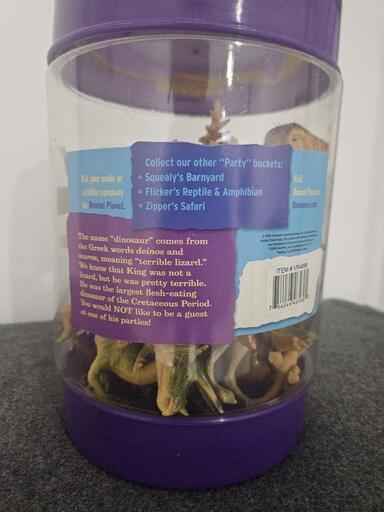 Ask your cable or
satellite company
for Animal Planet.
Collect our other "Party" buckets:
• Squealy's Barnyard
• Flicker's Reptile & Amphibian
• Zipper's Safari
Visit
Animal Planet
Discovery.com
The name "dinosaur" comes from
the Greek words deinos and
sauros, meaning "terrible lizard."
We know that King was not a
lizard, but he was pretty terrible.
He was the largest flesh-eating
dinosaur of the Cretaceous Period.
You would NOT like to be a guest
at one of his parties!
ITEM #